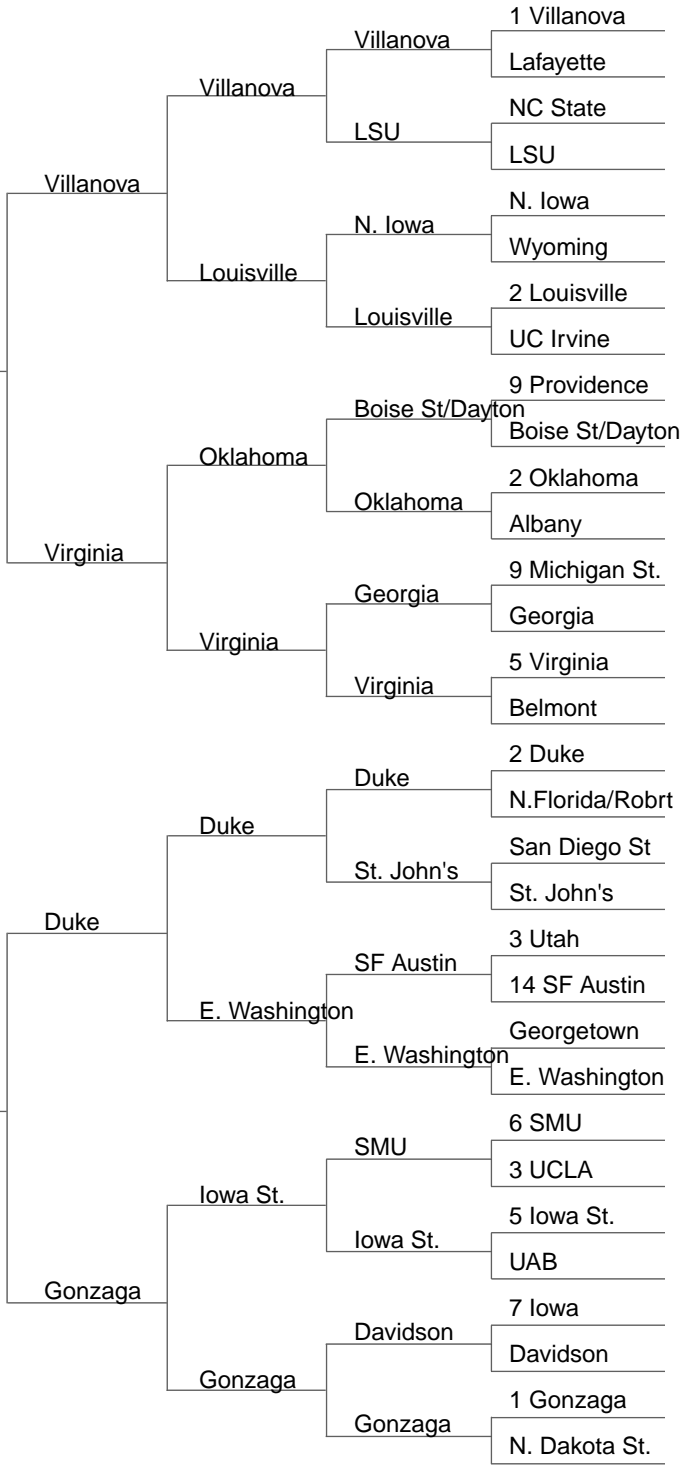 1 Villanova
Villanova
Lafayette
Villanova
NC State
LSU
LSU
Villanova
N. Iowa
N. Iowa
Wyoming
Louisville
2 Louisville
Louisville
UC Irvine
9 Providence
Boise St/Dayton
Boise St/Dayton
Oklahoma
2 Oklahoma
Oklahoma
Albany
Virginia
9 Michigan St.
Georgia
Georgia
Virginia
5 Virginia
Virginia
Belmont
2 Duke
Duke
N.Florida/Robrt
Duke
San Diego St
St. John's
St. John's
Duke
3 Utah
SF Austin
14 SF Austin
E. Washington
Georgetown
E. Washington
E. Washington
6 SMU
SMU
3 UCLA
Iowa St.
5 Iowa St.
Iowa St.
UAB
Gonzaga
7 Iowa
Davidson
Davidson
Gonzaga
1 Gonzaga
Gonzaga
N. Dakota St.